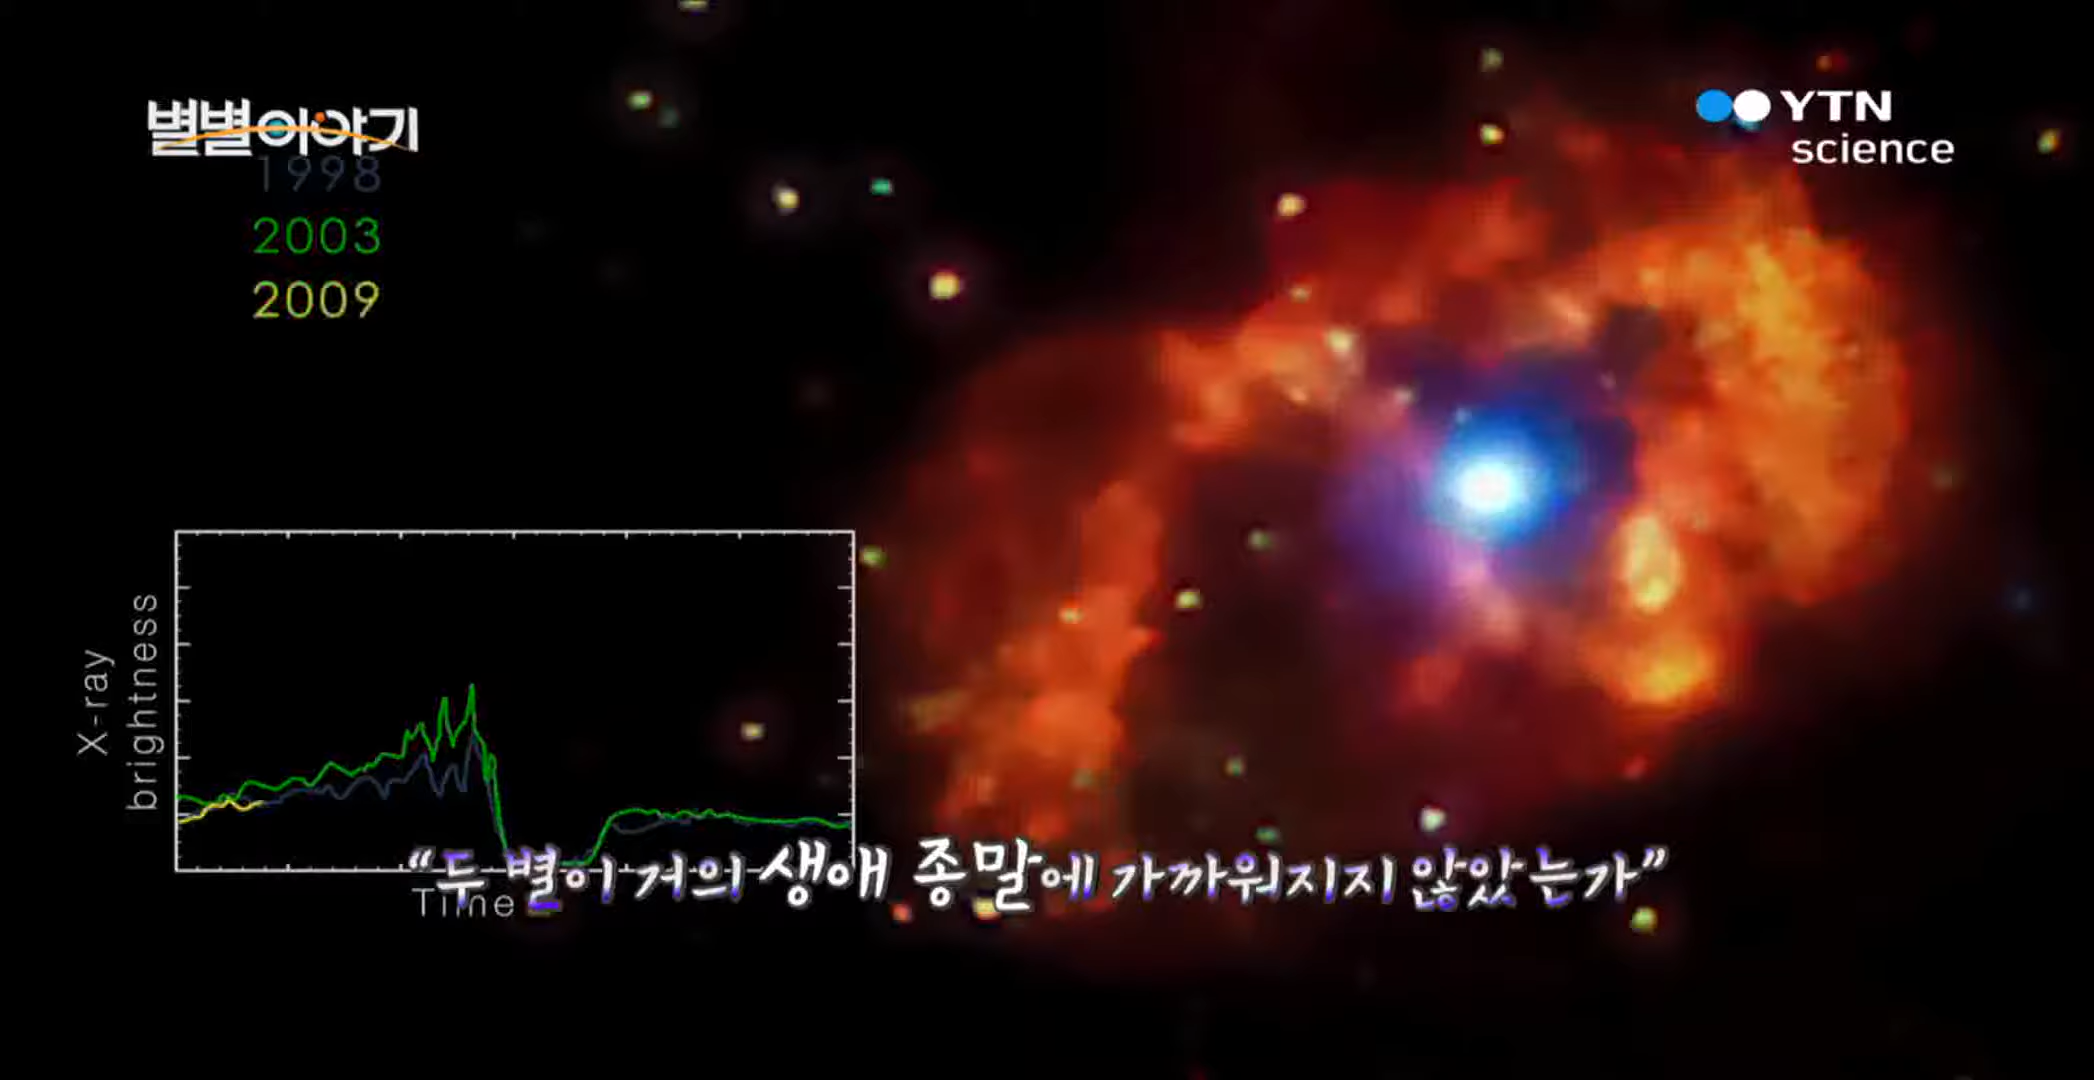 별별이야기
YTN
science
1998
2003
2009
X-ray
brightness
Time
“두 별이 거의 생애 종말에 가까워지지 않았는가”